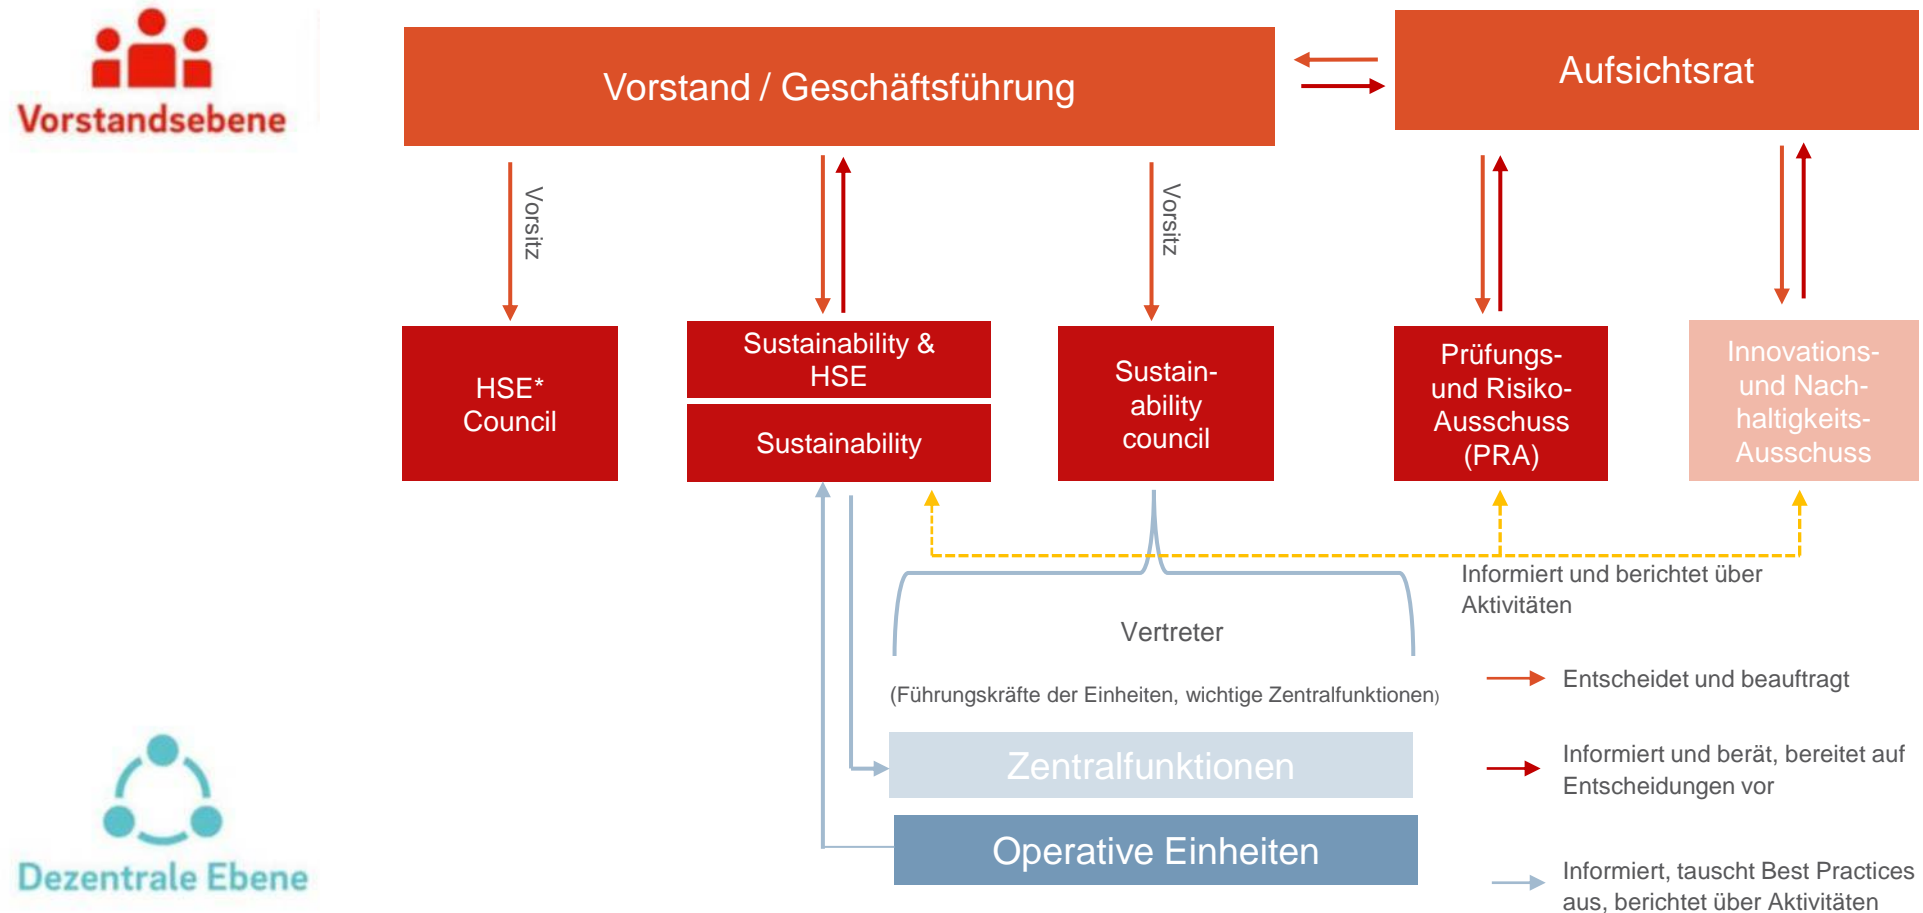 Vorstandsebene
Vorstand / Geschäftsführung
Aufsichtsrat
Vorsitz
Vorsitz
HSE*
Council
Sustainability &
HSE
Sustainability
Sustain-
ability
council
Prüfungs-
und Risiko-
Ausschuss
(PRA)
Innovations-
und Nach-
haltigkeits-
Ausschuss
Informiert und berichtet über
Aktivitäten
Vertreter
(Führungskräfte der Einheiten, wichtige Zentralfunktionen)
Zentralfunktionen
Operative Einheiten
Entscheidet und beauftragt
Informiert und berät, bereitet auf
Entscheidungen vor
Informiert, tauscht Best Practices
aus, berichtet über Aktivitäten
Dezentrale Ebene